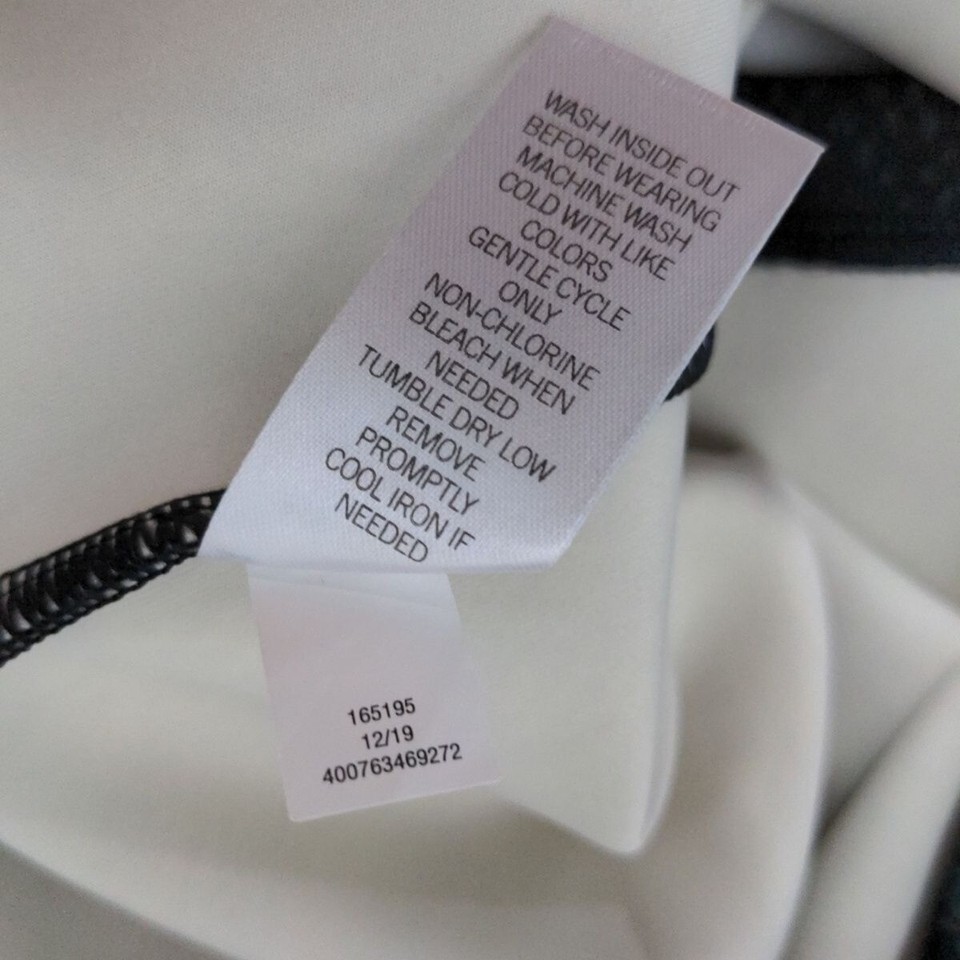 WASH INSIDE OUT
BEFORE WEARING
MACHINE WASH
COLD WITH LIKE
COLORS
GENTLE CYCLE
ONLY
NON-CHLORINE
BLEACH WHEN
NEEDED
TUMBLE DRY LOW
REMOVE
PROMPTLY
COOL IRON IF
NEEDED
165195
12/19
400763469272